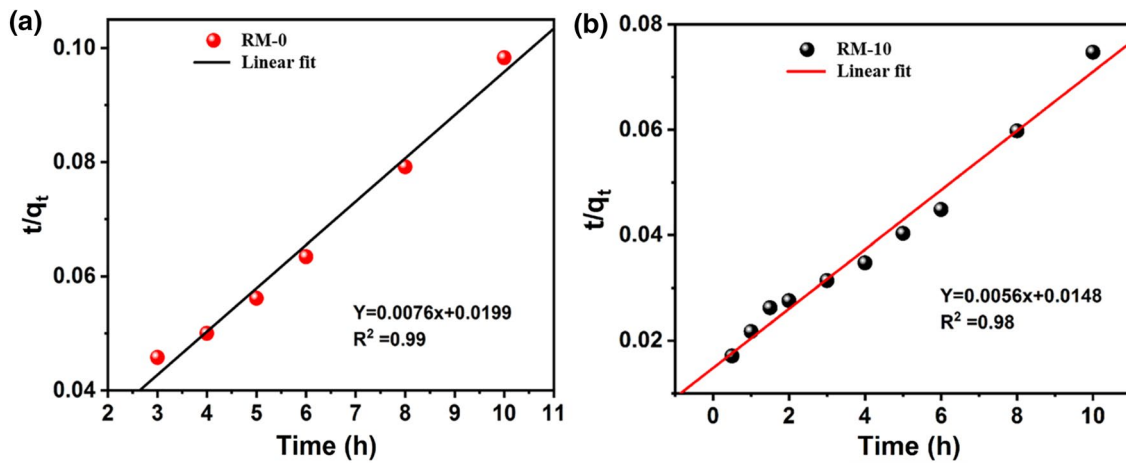 (a)
RM-0
Linear fit
0.10
0.08
0.06
0.04
t/qt
Y=0.0076x+0.0199
R² =0.99
2 3 4 5 6 7 8 9 10 11
Time (h)
(b)
RM-10
Linear fit
0.08
0.06
0.04
0.02
t/qt
Y=0.0056x+0.0148
R² =0.98
0 2 4 6 8 10
Time (h)